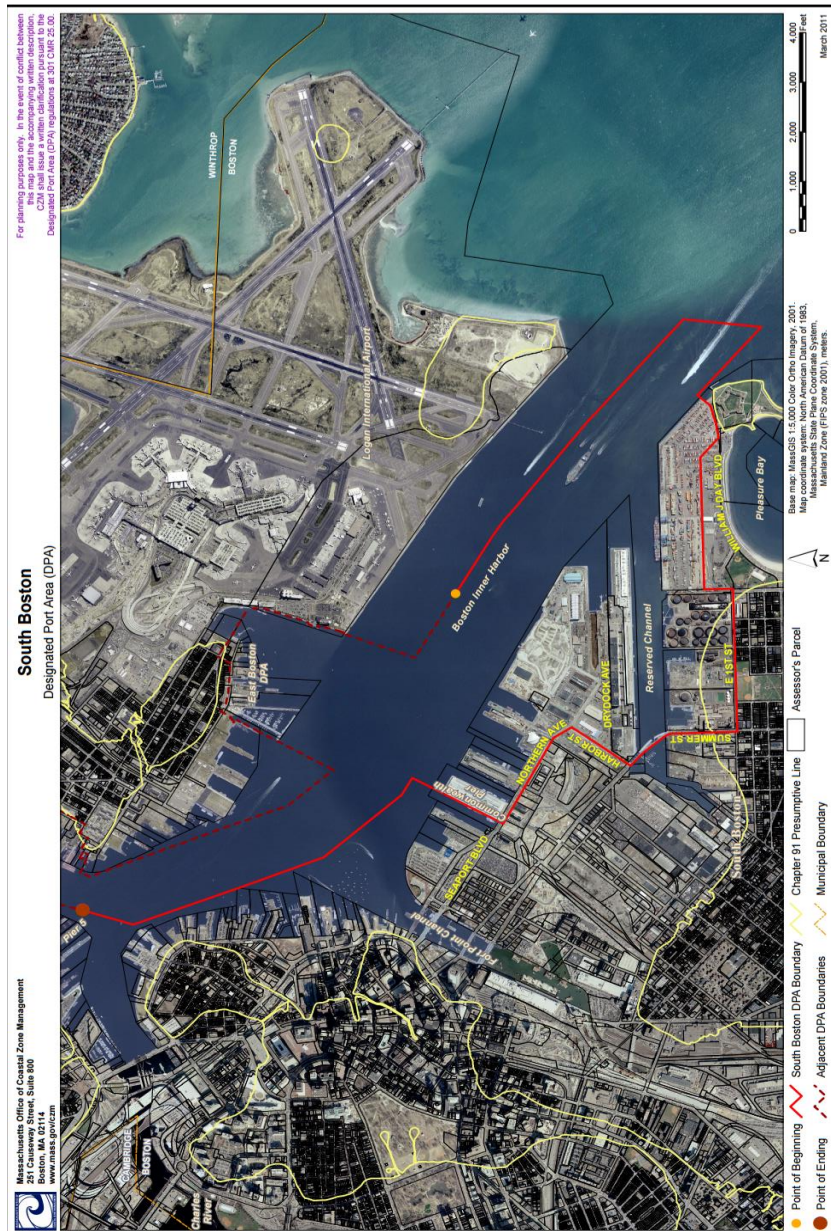 Massachusetts Office of Coastal Zone Management
251 Causeway Street, Suite 800
Boston, MA 02114
www.mass.gov/czm
South Boston
Designated Port Area (DPA)
For planning purposes only. In the event of conflict between
this map and the accompanying written description,
CZM shall issue a written clarification pursuant to the
Designated Port Area (DPA) regulations at 301 CMR 25.00.
CAMBRIDGE
BOSTON
Charles
River
Pier 5
East Boston
DPA
WINTHROP
BOSTON
Logan International Airport
Boston Inner Harbor
Commonwealth
Pier
SEAPORT BLVD
NORTHERN AVE
Fort Point Channel
DRYDOCK AVE
HARBOR ST
Reserved Channel
SUMMER ST
E 1ST ST
WILLIAM J DAY BLVD
Pleasure Bay
South Boston
Point of Beginning
South Boston DPA Boundary
Chapter 91 Presumptive Line
Assessor's Parcel
Point of Ending
Adjacent DPA Boundaries
Municipal Boundary
N
Base map: MassGIS 1:5,000 Color Ortho Imagery, 2001.
Map coordinate system: North American Datum of 1983,
Massachusetts State Plane Coordinate System,
Mainland Zone (FIPS zone 2001), meters.
0 1,000 2,000 3,000 4,000
Feet
March 2011